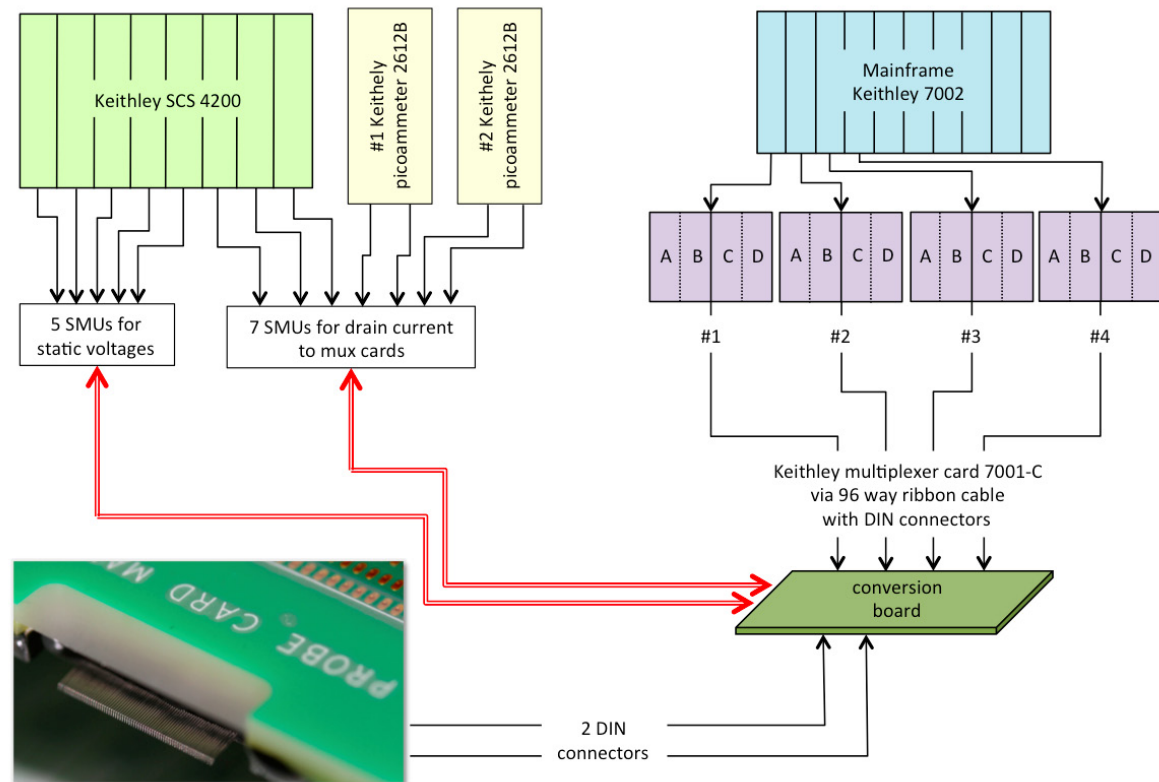 Keithley SCS 4200
#1 Keithely
picoammeter 2612B
#2 Keithely
picoammeter 2612B
Mainframe
Keithley 7002
A B C D
A B C D
A B C D
A B C D
#1
#2
#3
#4
5 SMUs for
static voltages
7 SMUs for drain current
to mux cards
Keithley multiplexer card 7001-C
via 96 way ribbon cable
with DIN connectors
conversion
board
PROBE CARD MA
2 DIN
connectors